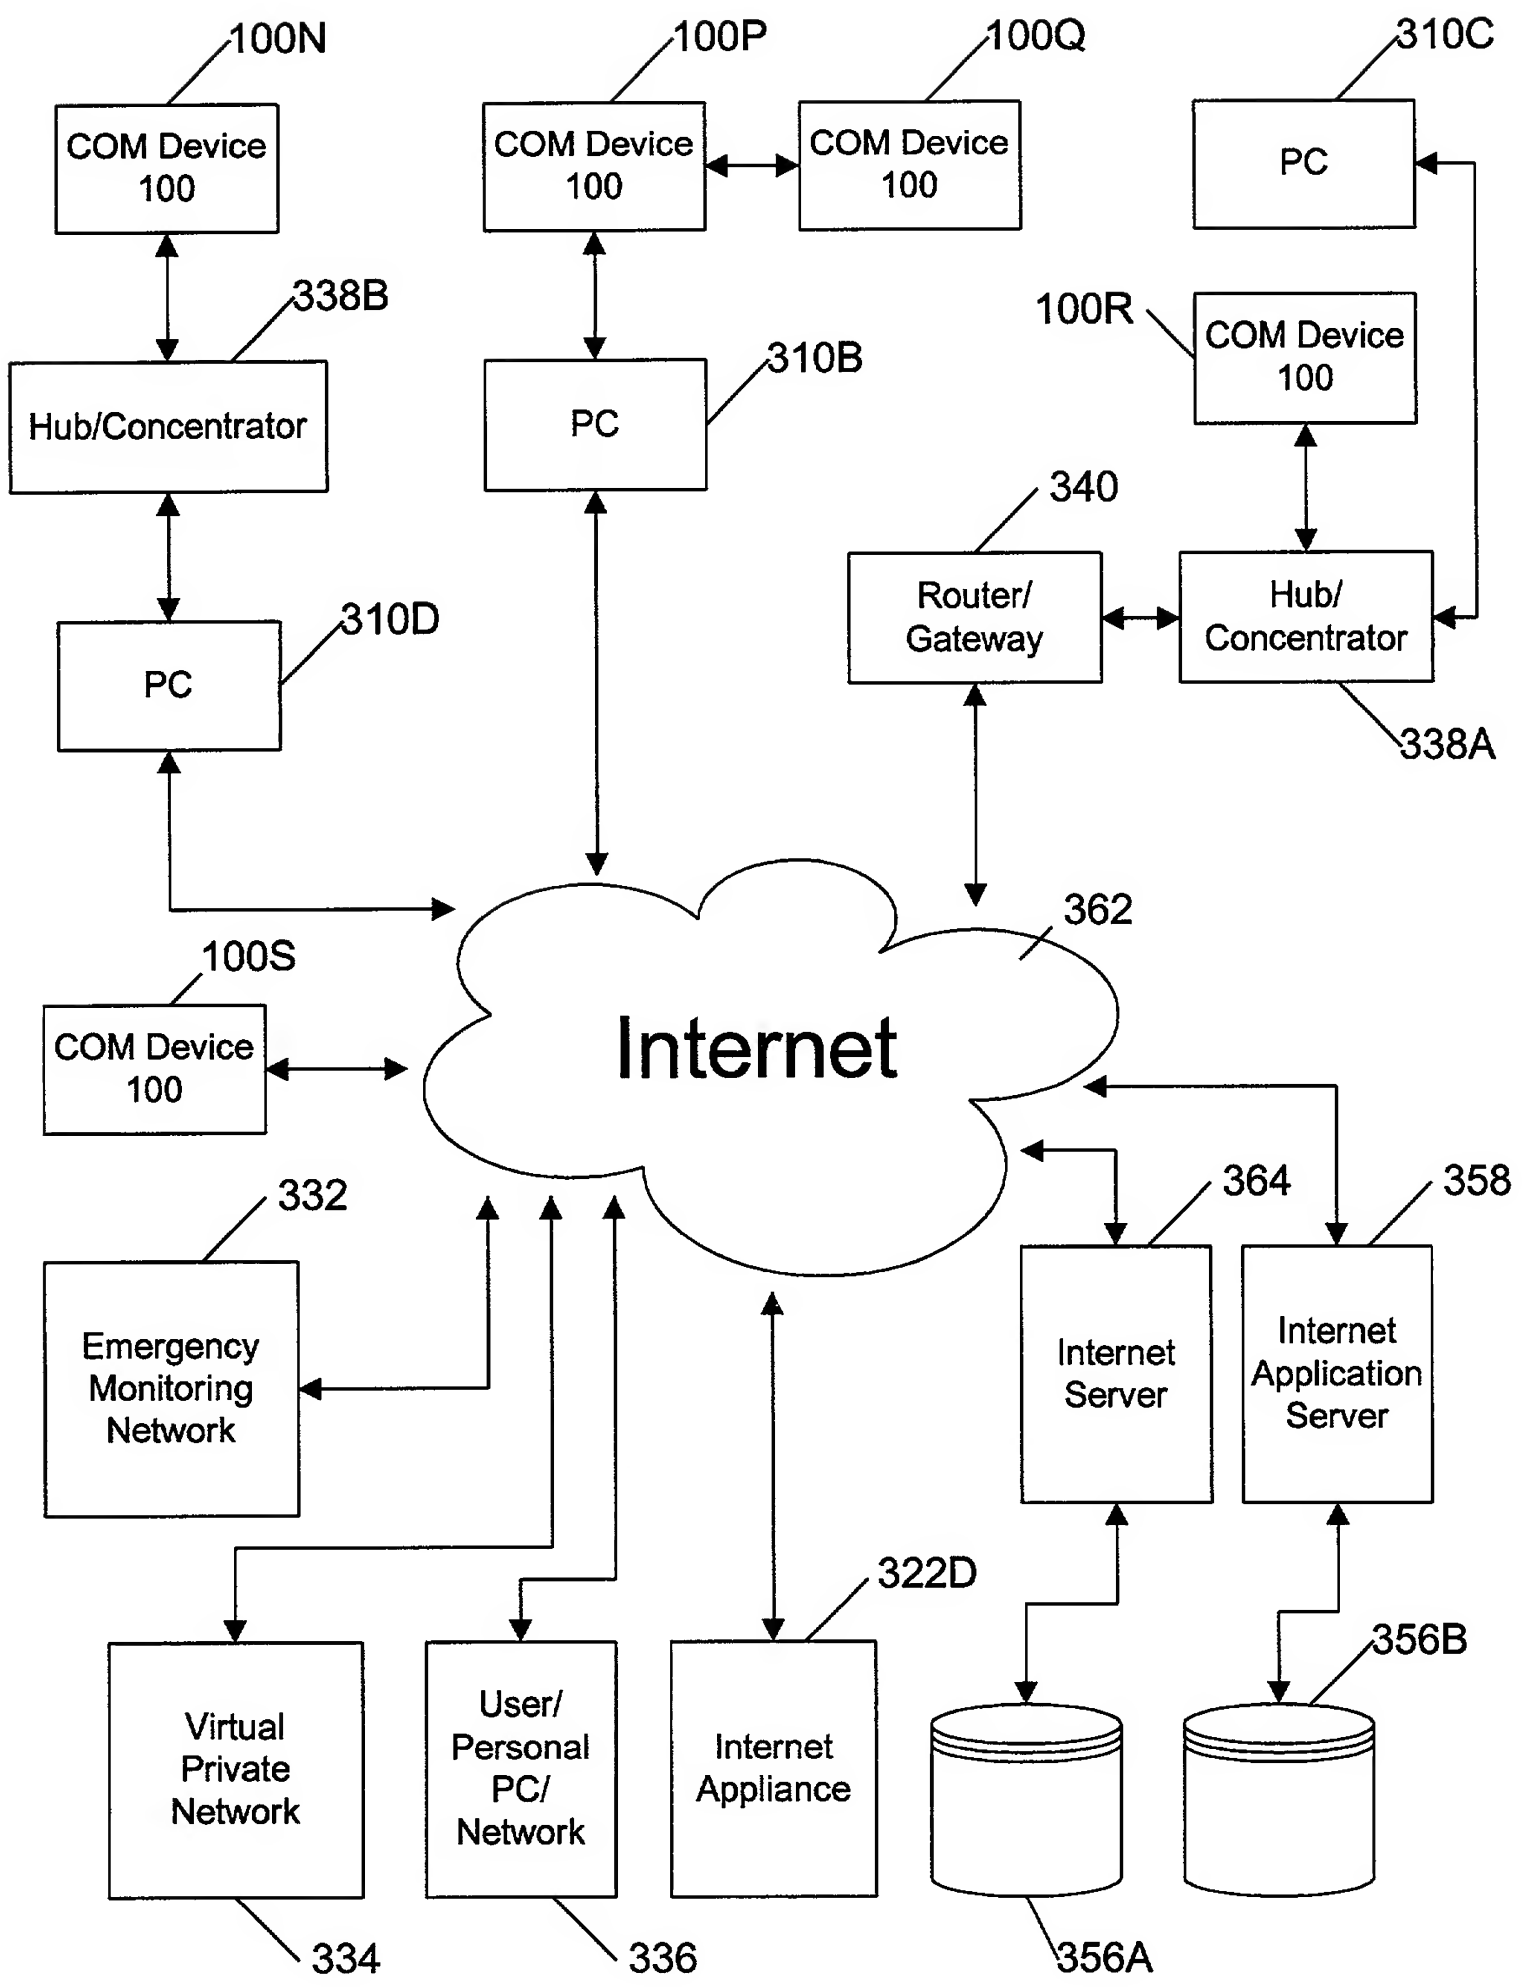 100N
100P
100Q
310C
COM Device
100
COM Device
100
COM Device
100
PC
338B
100R
COM Device
100
310B
Hub/Concentrator
PC
340
Router/
Gateway
Hub/
Concentrator
310D
PC
338A
362
100S
Internet
COM Device
100
332
364
358
Emergency
Monitoring
Network
Internet
Server
Internet
Application
Server
322D
356B
Virtual
Private
Network
User/
Personal
PC/
Network
Internet
Appliance
334
336
356A